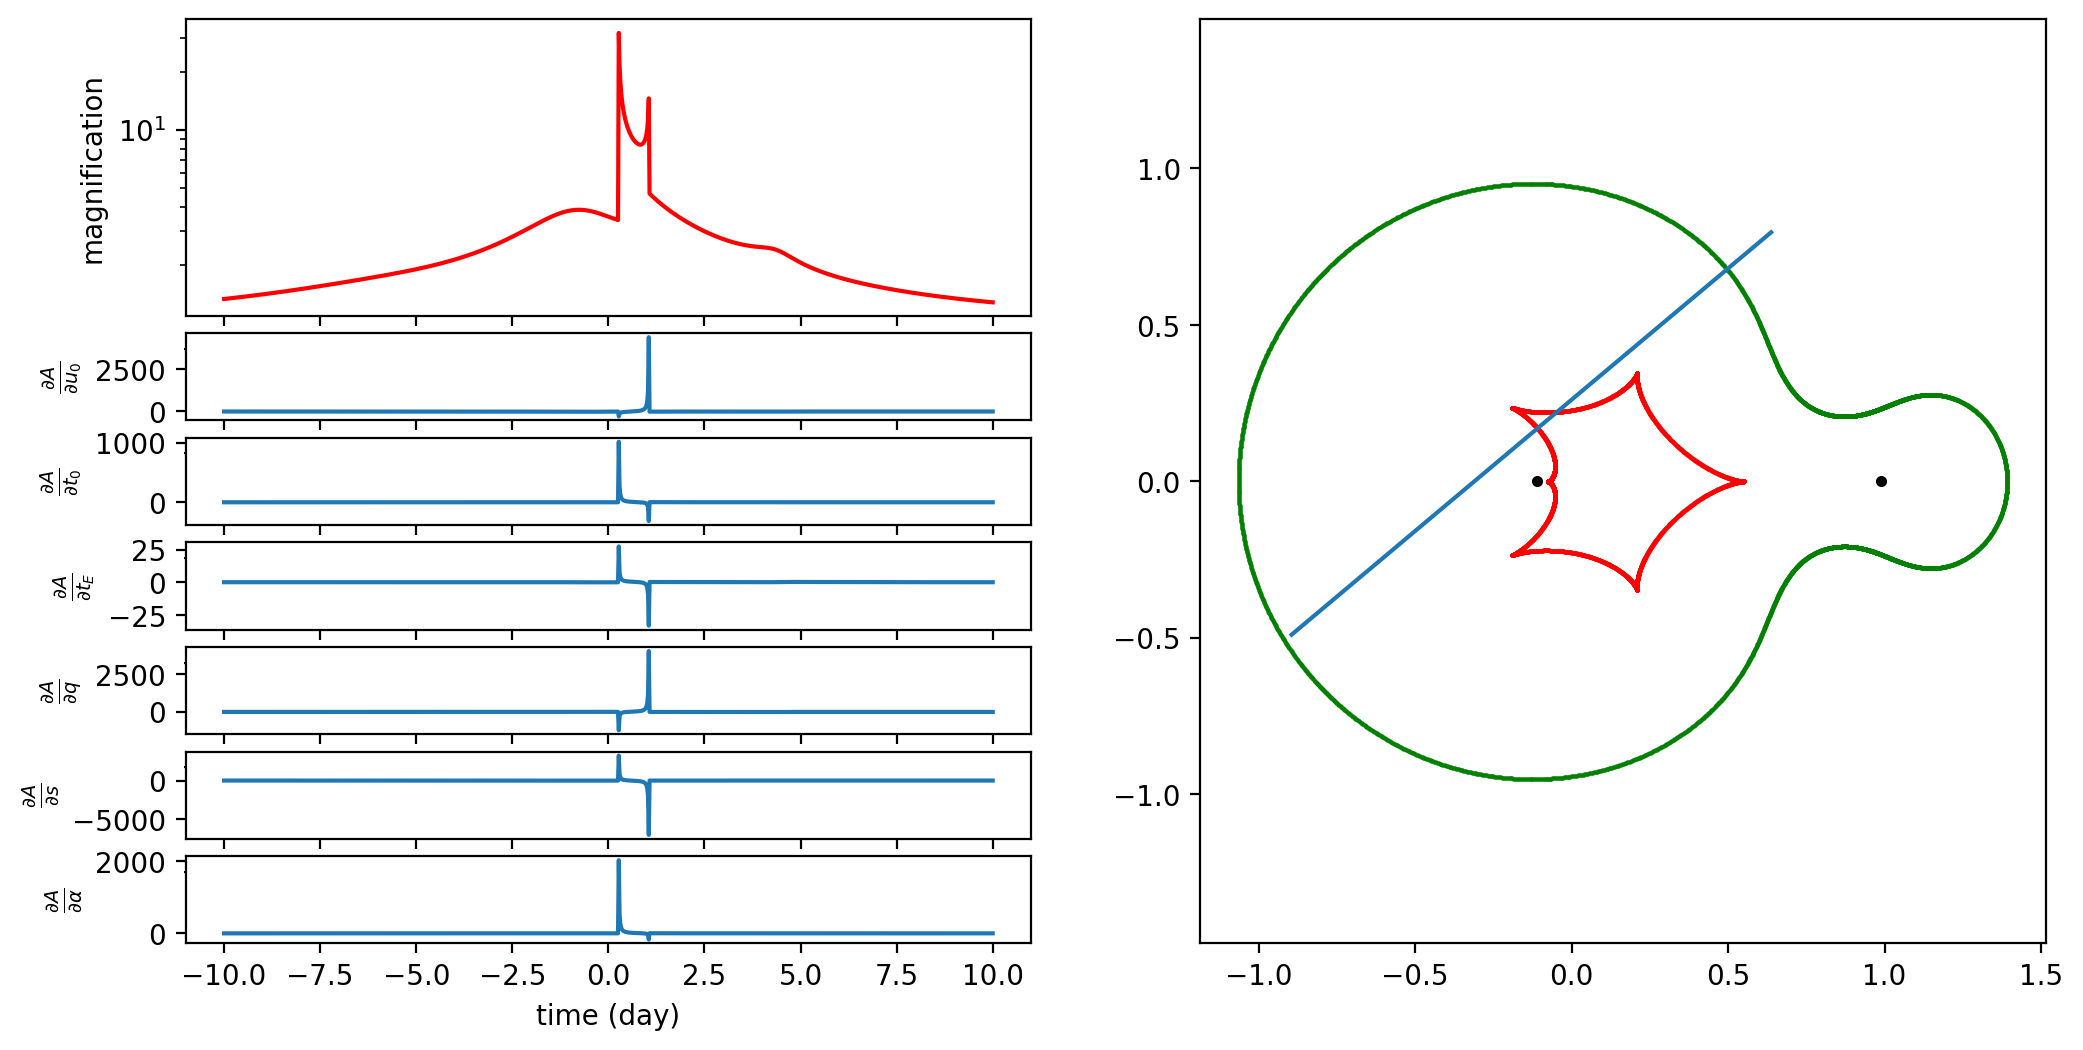 magnification
10¹
∂A/∂u₀
2500
0
∂A/∂t₀
1000
0
∂A/∂t_E
25
0
−25
∂A/∂q
2500
0
∂A/∂s
0
−5000
∂A/∂α
2000
0
−10.0 −7.5 −5.0 −2.5 0.0 2.5 5.0 7.5 10.0
time (day)
1.0
0.5
0.0
−0.5
−1.0
−1.0 −0.5 0.0 0.5 1.0 1.5